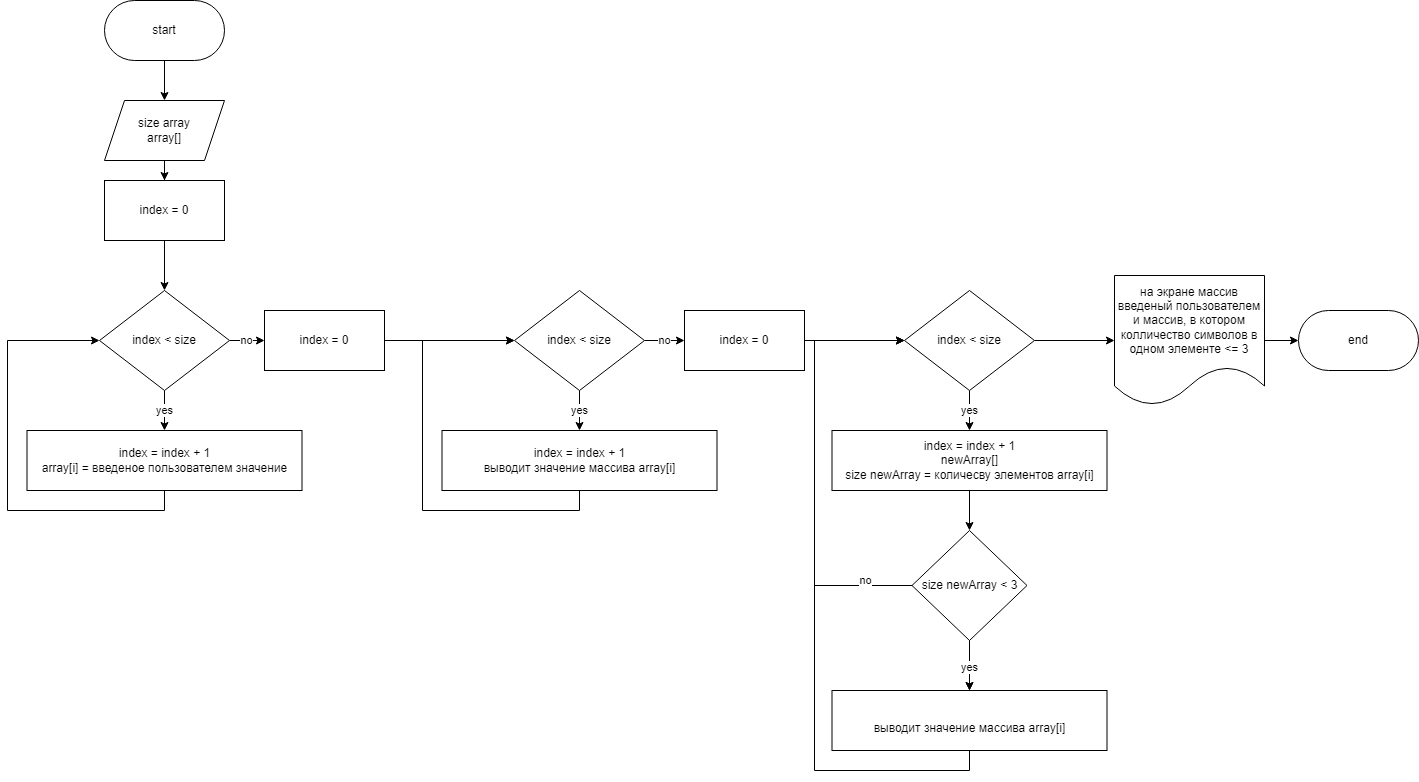 start
size array
array[]
index = 0
index < size
no
index = 0
index < size
no
index = 0
index < size
на экране массив
введеный пользователем
и массив, в котором
колличество символов в
одном элементе <= 3
end
yes
index = index + 1
array[i] = введеное пользователем значение
yes
index = index + 1
выводит значение массива array[i]
yes
index = index + 1
newArray[]
size newArray = количесву элементов array[i]
no
size newArray < 3
yes
выводит значение массива array[i]